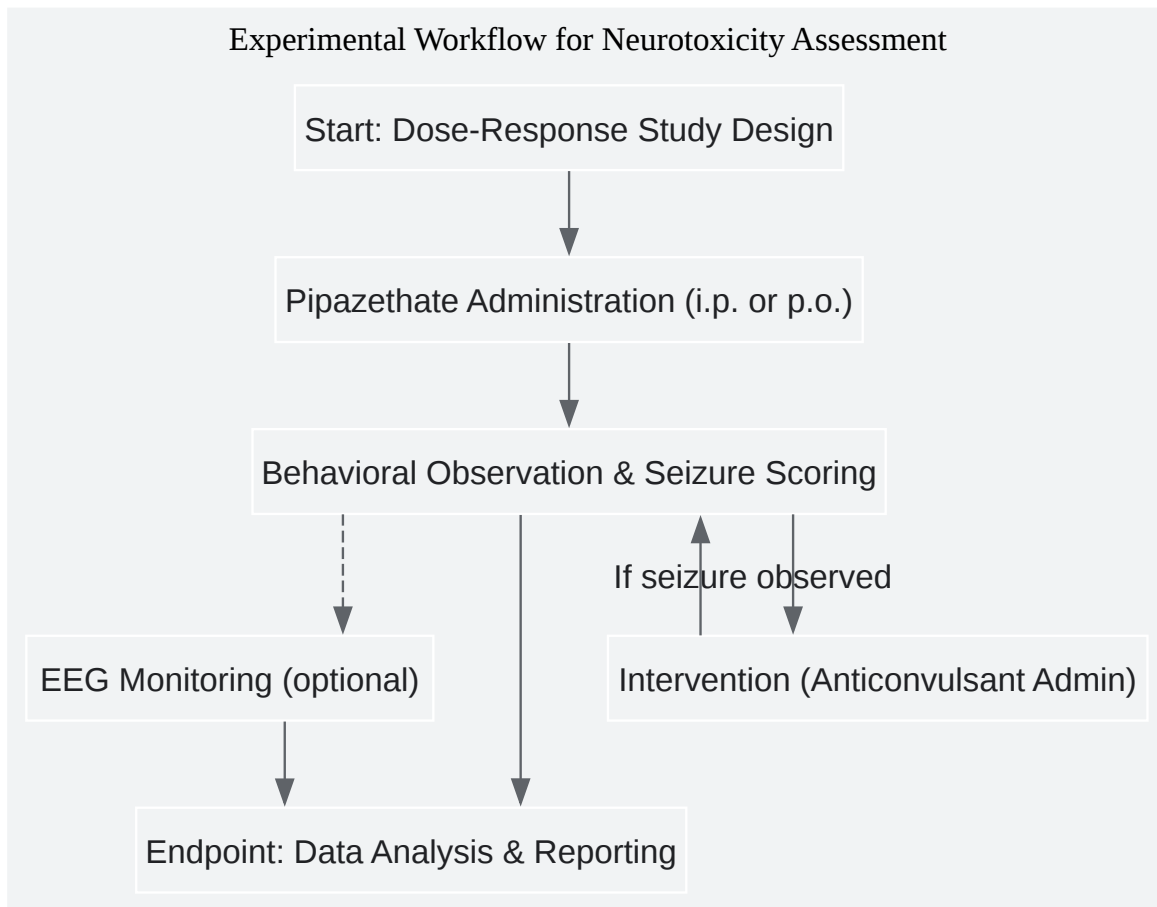 Experimental Workflow for Neurotoxicity Assessment
Start: Dose-Response Study Design
Pipazethate Administration (i.p. or p.o.)
Behavioral Observation & Seizure Scoring
If seizure observed
EEG Monitoring (optional)
Intervention (Anticonvulsant Admin)
Endpoint: Data Analysis & Reporting